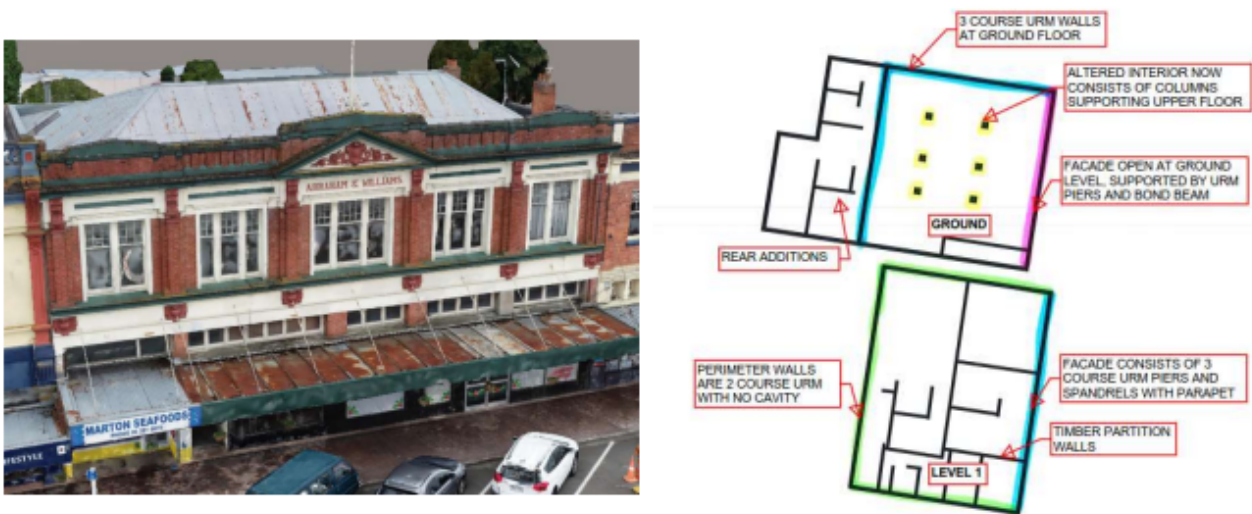 ABRAHAM & WILLIAMS.
MARTON SEAFOODS
3 COURSE URM WALLS
AT GROUND FLOOR
ALTERED INTERIOR NOW
CONSISTS OF COLUMNS
SUPPORTING UPPER FLOOR
FACADE OPEN AT GROUND
LEVEL, SUPPORTED BY URM
PIERS AND BOND BEAM
GROUND
REAR ADDITIONS
PERIMETER WALLS
ARE 2 COURSE URM
WITH NO CAVITY
FACADE CONSISTS OF 3
COURSE URM PIERS AND
SPANDRELS WITH PARAPET
TIMBER PARTITION
WALLS
LEVEL 1